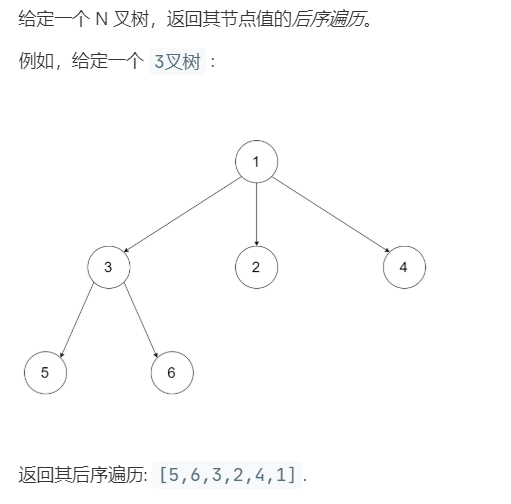 给定一个 N 叉树，返回其节点值的后序遍历。
例如，给定一个 3叉树 :
1
3 2 4
5 6
返回其后序遍历: [5,6,3,2,4,1].